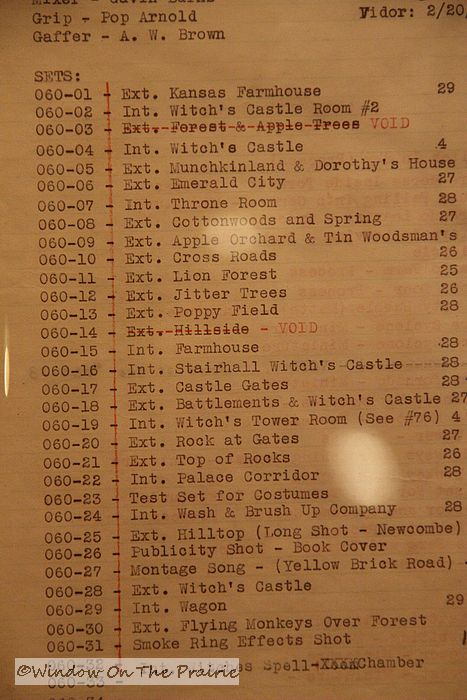 Mixer - Gavin Burns
Grip - Pop Arnold Vidor: 2/20,
Gaffer - A. W. Brown
SETS:
060-01 - Ext. Kansas Farmhouse 29
060-02 - Int. Witch's Castle Room #2
060-03 - Ext. Forest & Apple Trees VOID
060-04 - Int. Witch's Castle 4
060-05 - Ext. Munchkinland & Dorothy's House
060-06 - Ext. Emerald City 27
060-07 - Int. Throne Room 28
060-08 - Ext. Cottonwoods and Spring 27
060-09 - Ext. Apple Orchard & Tin Woodsman's
060-10 - Ext. Cross Roads 26
060-11 - Ext. Lion Forest 25
060-12 - Ext. Jitter Trees 26
060-13 - Ext. Poppy Field 28
060-14 - Ext. Hillside - VOID
060-15 - Int. Farmhouse 28
060-16 - Int. Stairhall Witch's Castle 28
060-17 - Ext. Castle Gates 28
060-18 - Ext. Battlements & Witch's Castle 27
060-19 - Int. Witch's Tower Room (See #76) 4
060-20 - Ext. Rock at Gates 27
060-21 - Ext. Top of Rocks 26
060-22 - Int. Palace Corridor 28
060-23 - Test Set for Costumes
060-24 - Int. Wash & Brush Up Company 28
060-25 - Ext. Hilltop (Long Shot - Newcombe)
060-26 - Publicity Shot - Book Cover
060-27 - Montage Song - (Yellow Brick Road) -
060-28 - Ext. Witch's Castle
060-29 - Int. Wagon 29
060-30 - Ext. Flying Monkeys Over Forest
060-31 - Smoke Ring Effects Shot
060-32 Spell XXXX Chamber
©Window On The Prairie